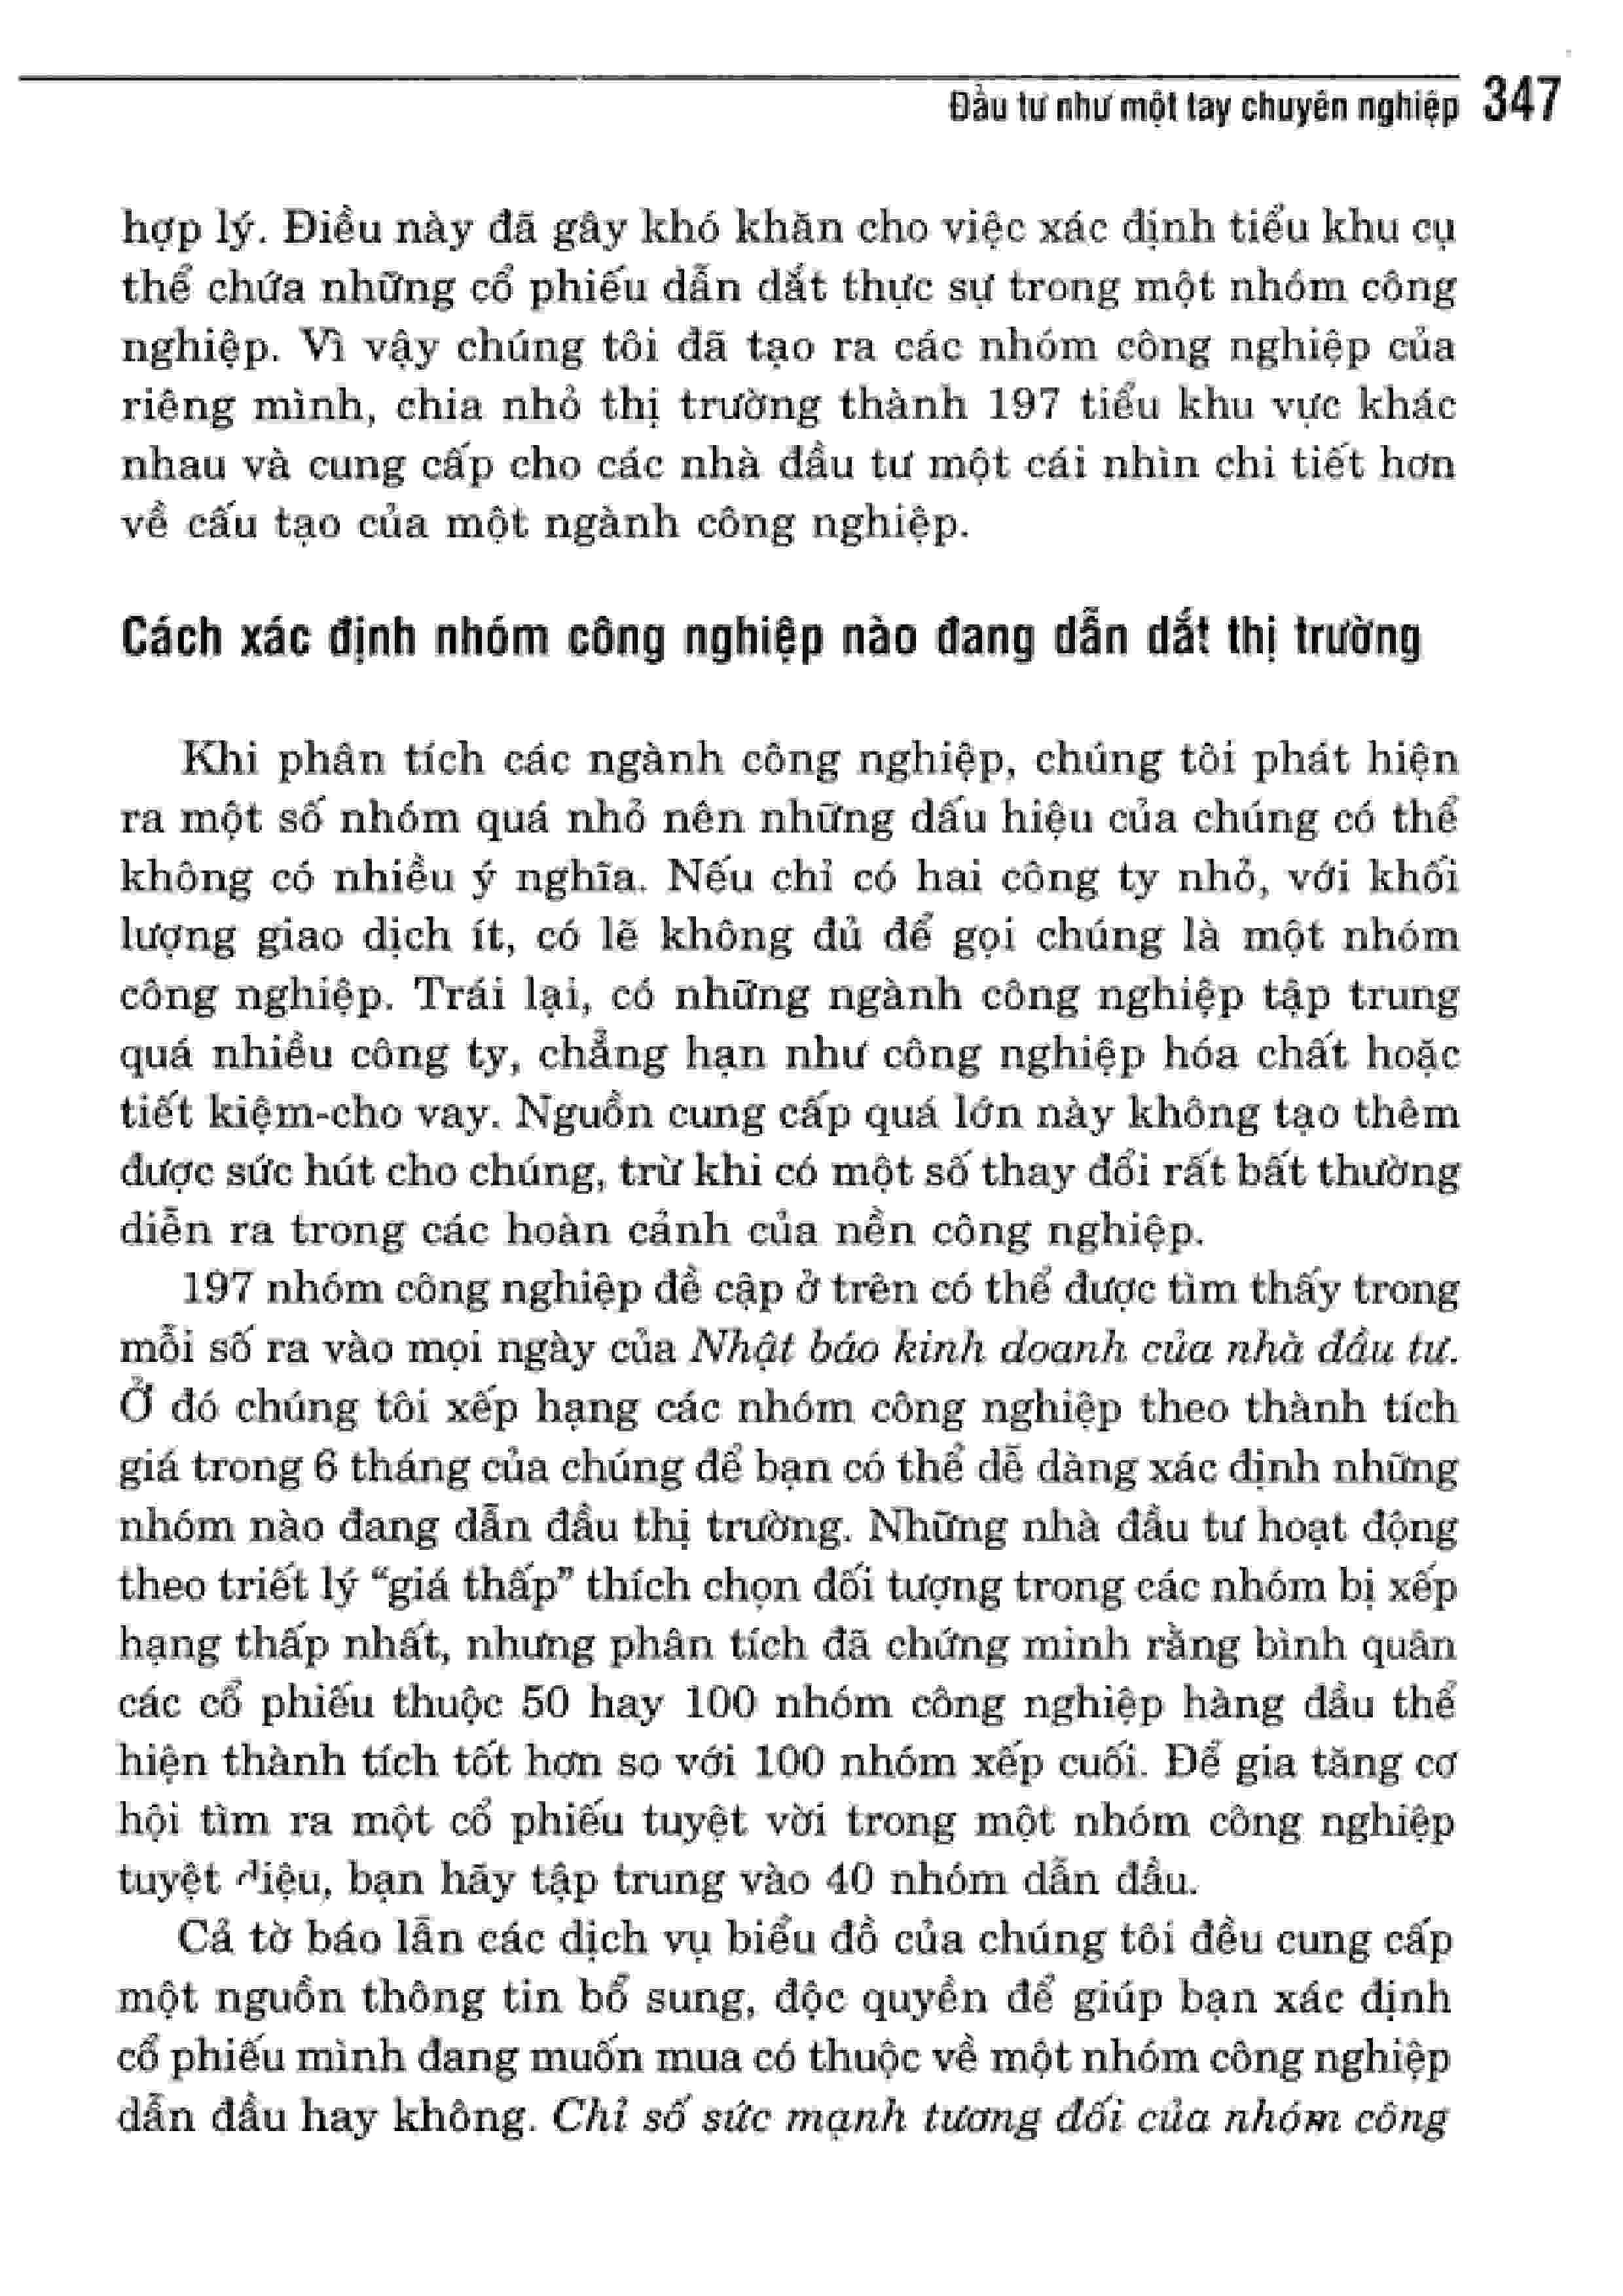 Đầu tư như một tay chuyên nghiệp 347
hợp lý. Điều này đã gây khó khăn cho việc xác định tiểu khu cụ
thể chứa những cổ phiếu dẫn dắt thực sự trong một nhóm công
nghiệp. Vì vậy chúng tôi đã tạo ra các nhóm công nghiệp của
riêng mình, chia nhỏ thị trường thành 197 tiểu khu vực khác
nhau và cung cấp cho các nhà đầu tư một cái nhìn chi tiết hơn
về cấu tạo của một ngành công nghiệp.
Cách xác định nhóm công nghiệp nào đang dẫn dắt thị trường
Khi phân tích các ngành công nghiệp, chúng tôi phát hiện
ra một số nhóm quá nhỏ nên những dấu hiệu của chúng có thể
không có nhiều ý nghĩa. Nếu chỉ có hai công ty nhỏ, với khối
lượng giao dịch ít, có lẽ không đủ để gọi chúng là một nhóm
công nghiệp. Trái lại, có những ngành công nghiệp tập trung
quá nhiều công ty, chẳng hạn như công nghiệp hóa chất hoặc
tiết kiệm-cho vay. Nguồn cung cấp quá lớn này không tạo thêm
được sức hút cho chúng, trừ khi có một số thay đổi rất bất thường
diễn ra trong các hoàn cảnh của nền công nghiệp.
197 nhóm công nghiệp đề cập ở trên có thể được tìm thấy trong
mỗi số ra vào mọi ngày của Nhật báo kinh doanh của nhà đầu tư.
Ở đó chúng tôi xếp hạng các nhóm công nghiệp theo thành tích
giá trong 6 tháng của chúng để bạn có thể dễ dàng xác định những
nhóm nào đang dẫn đầu thị trường. Những nhà đầu tư hoạt động
theo triết lý “giá thấp” thích chọn đối tượng trong các nhóm bị xếp
hạng thấp nhất, nhưng phân tích đã chứng minh rằng bình quân
các cổ phiếu thuộc 50 hay 100 nhóm công nghiệp hàng đầu thể
hiện thành tích tốt hơn so với 100 nhóm xếp cuối. Để gia tăng cơ
hội tìm ra một cổ phiếu tuyệt vời trong một nhóm công nghiệp
tuyệt diệu, bạn hãy tập trung vào 40 nhóm dẫn đầu.
Cả tờ báo lẫn các dịch vụ biểu đồ của chúng tôi đều cung cấp
một nguồn thông tin bổ sung, độc quyền để giúp bạn xác định
cổ phiếu mình đang muốn mua có thuộc về một nhóm công nghiệp
dẫn đầu hay không. Chỉ số sức mạnh tương đối của nhóm công